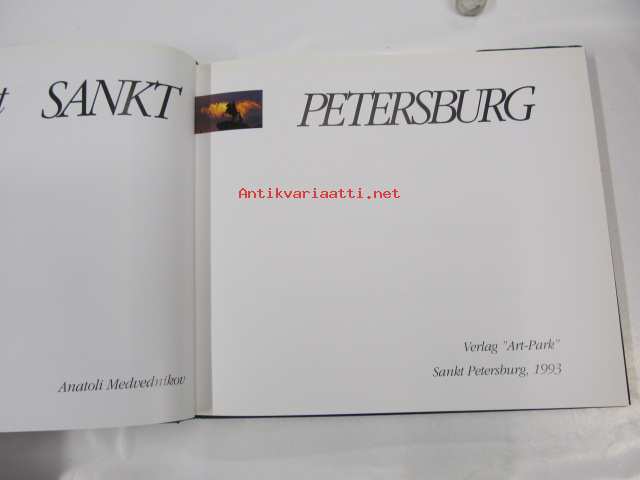 SANKT PETERSBURG
Antikvariaatti.net
Verlag "Art-Park"
Anatoli Medvednikov
Sankt Petersburg, 1993